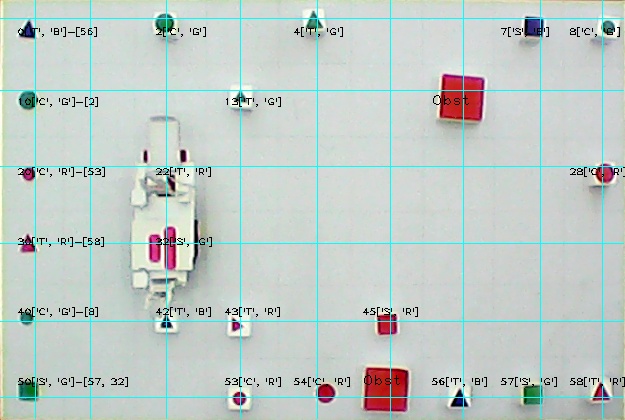 0['T', 'B']-[56]
2['C', 'G']
4['T', 'G']
7['S', 'B']
8['C', 'G']
10['C', 'G']-[2]
13['T', 'G']
Obst
20['C', 'R']-[53]
22['T', 'R']
28['C', 'R']
30['T', 'R']-[58]
32['S', 'G']
40['C', 'G']-[8]
42['T', 'B']
43['T', 'R']
45['S', 'R']
50['S', 'G']-[57, 32]
53['C', 'R']
54['C', 'R']
Obst
56['T', 'B']
57['S', 'G']
58['T', 'R']